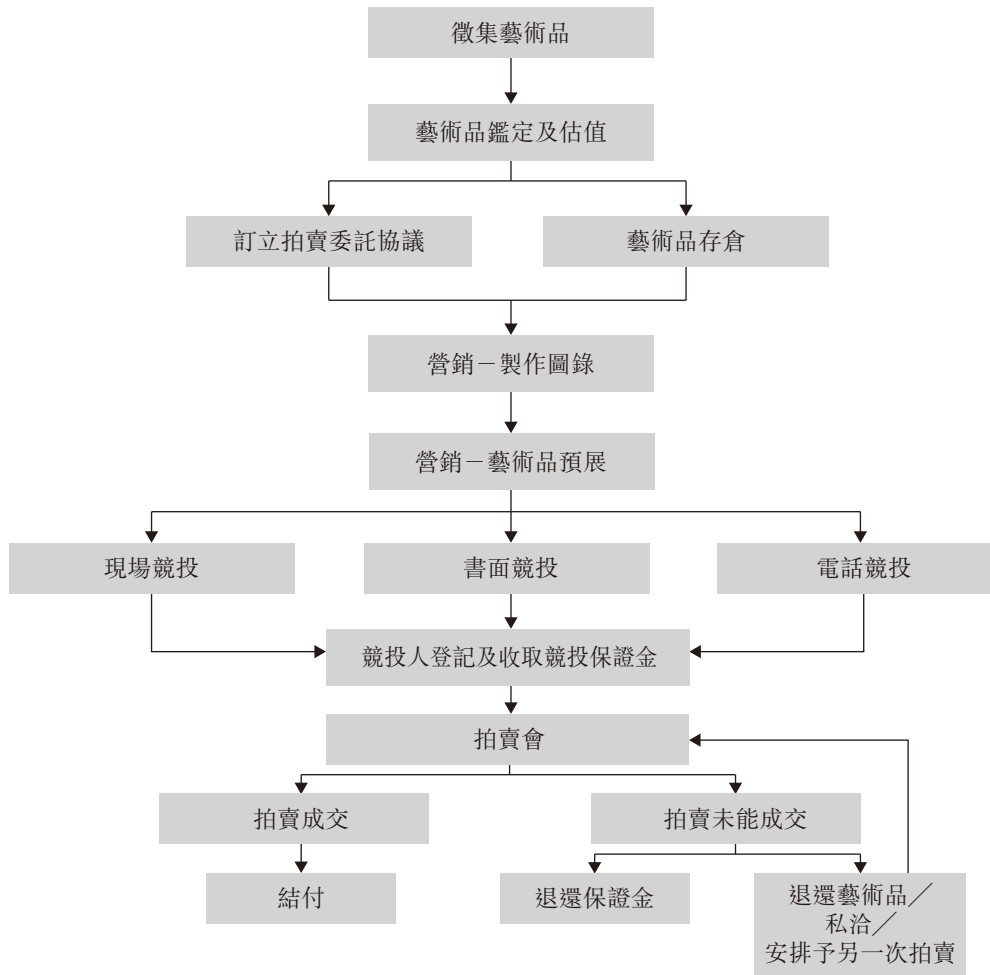 徵集藝術品
藝術品鑑定及估值
訂立拍賣委託協議
藝術品存倉
營銷－製作圖錄
營銷－藝術品預展
現場競投
書面競投
電話競投
競投人登記及收取競投保證金
拍賣會
拍賣成交
拍賣未能成交
結付
退還保證金
退還藝術品╱
私洽╱
安排予另一次拍賣